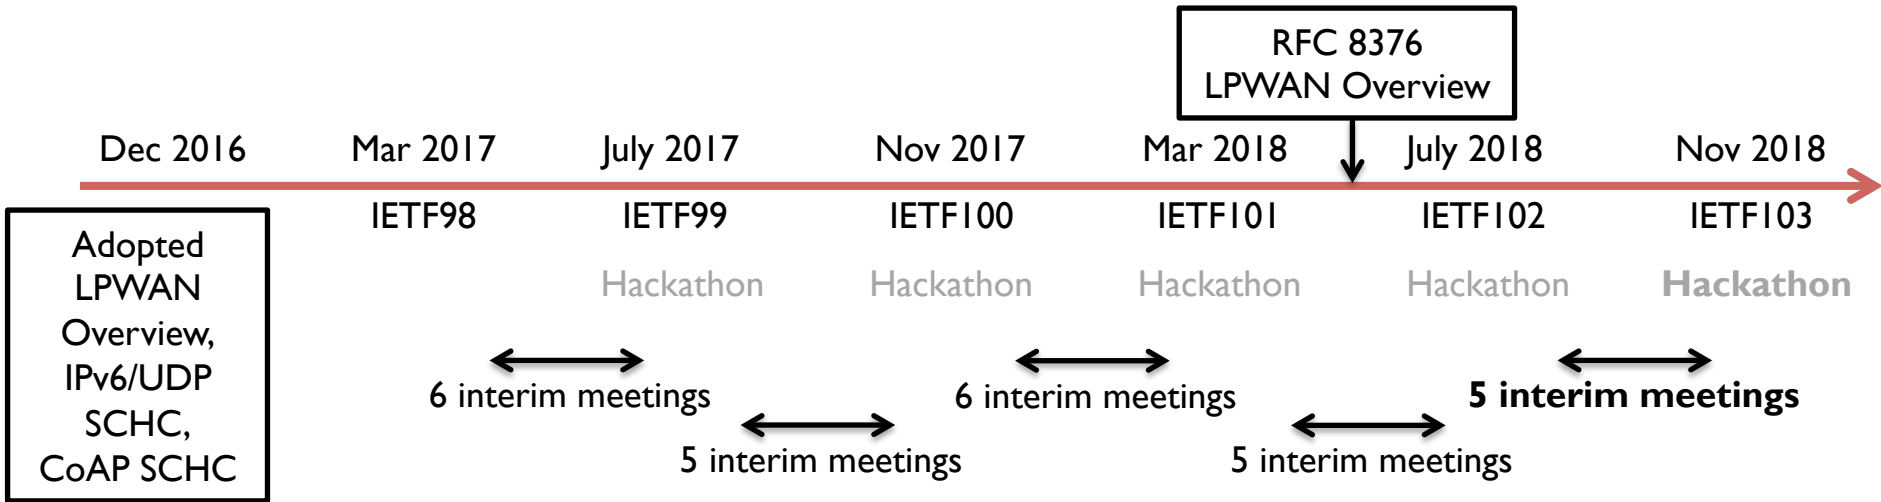 RFC 8376
LPWAN Overview
Dec 2016
Mar 2017
July 2017
Nov 2017
Mar 2018
July 2018
Nov 2018
IETF98
IETF99
IETF100
IETF101
IETF102
IETF103
Adopted
LPWAN
Overview,
IPv6/UDP
SCHC,
CoAP SCHC
Hackathon
Hackathon
Hackathon
Hackathon
Hackathon
6 interim meetings
6 interim meetings
5 interim meetings
5 interim meetings
5 interim meetings